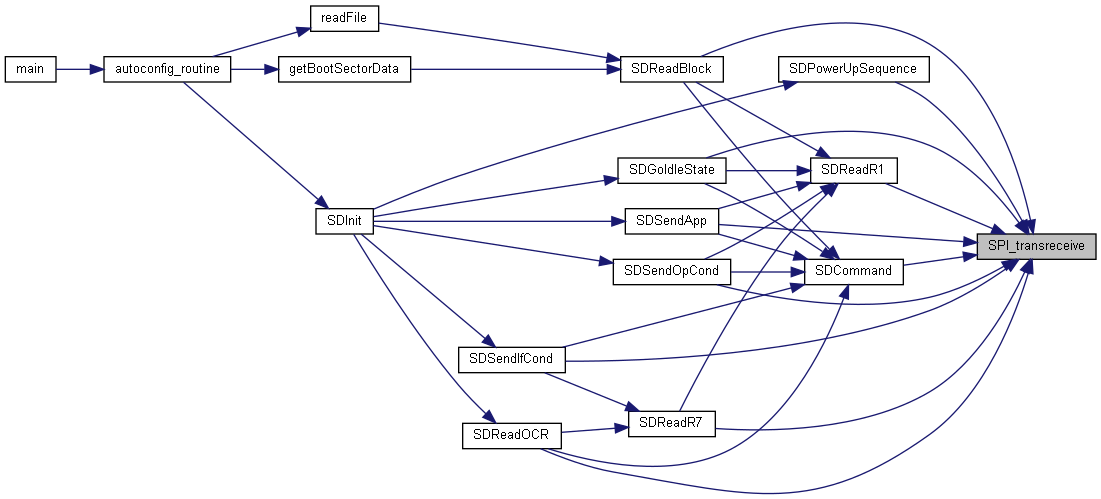 readFile
main
autoconfig_routine
getBootSectorData
SDReadBlock
SDPowerUpSequence
SDGoIdleState
SDReadR1
SDInit
SDSendApp
SPI_transreceive
SDSendOpCond
SDCommand
SDSendIfCond
SDReadR7
SDReadOCR